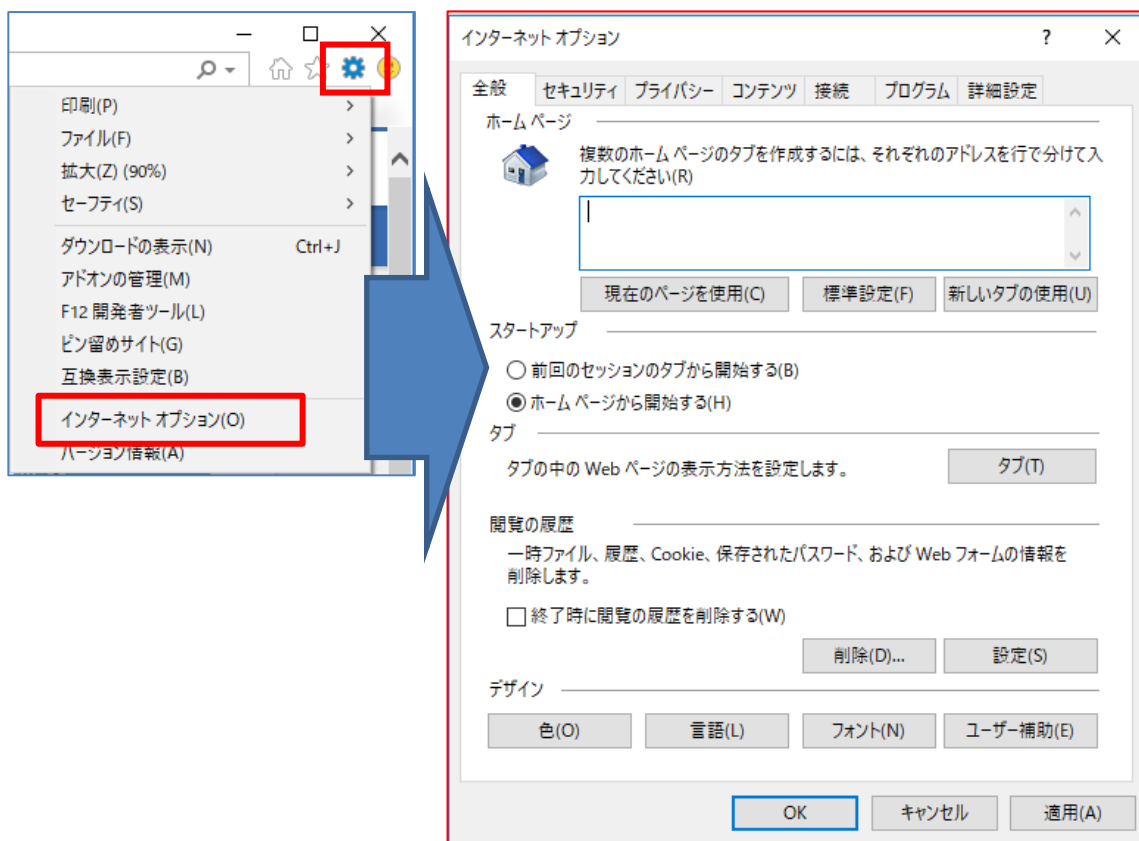 印刷(P)
ファイル(F)
拡大(Z) (90%)
セーフティ(S)
ダウンロードの表示(N) Ctrl+J
アドオンの管理(M)
F12 開発者ツール(L)
ピン留めサイト(G)
互換表示設定(B)
インターネット オプション(O)
バージョン情報(A)
インターネット オプション
全般 セキュリティ プライバシー コンテンツ 接続 プログラム 詳細設定
ホーム ページ
複数のホーム ページのタブを作成するには、それぞれのアドレスを行で分けて入
力してください(R)
現在のページを使用(C) 標準設定(F) 新しいタブの使用(U)
スタートアップ
前回のセッションのタブから開始する(B)
ホーム ページから開始する(H)
タブ
タブの中の Web ページの表示方法を設定します。 タブ(T)
閲覧の履歴
一時ファイル、履歴、Cookie、保存されたパスワード、および Web フォームの情報を
削除します。
終了時に閲覧の履歴を削除する(W)
削除(D)... 設定(S)
デザイン
色(O) 言語(L) フォント(N) ユーザー補助(E)
OK キャンセル 適用(A)